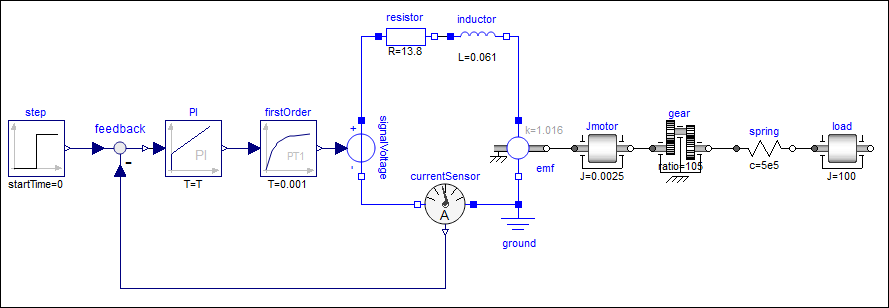 resistor
inductor
R=13.8
L=0.061
step
feedback
PI
firstOrder
+
signalVoltage
-
k=1.016
Jmotor
gear
spring
load
PI
PT1
-
startTime=0
T=T
T=0.001
currentSensor
emf
J=0.0025
ratio=105
c=5e5
J=100
A
ground